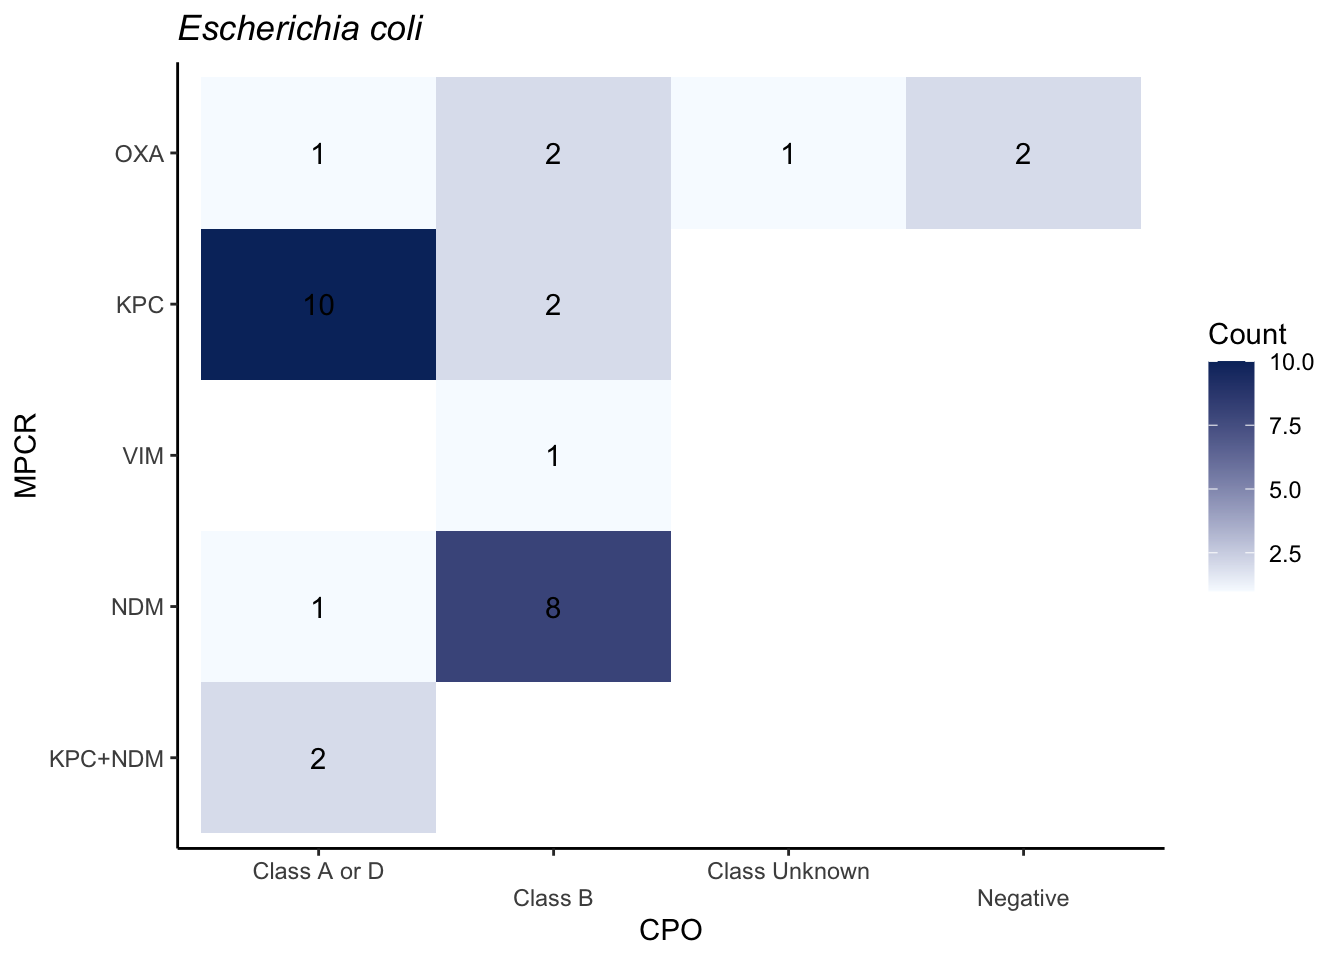 Escherichia coli
MPCR
OXA
1
2
1
2
KPC
10
2
VIM
1
NDM
1
8
KPC+NDM
2
Class A or D
Class B
Class Unknown
Negative
CPO
Count
10.0
7.5
5.0
2.5